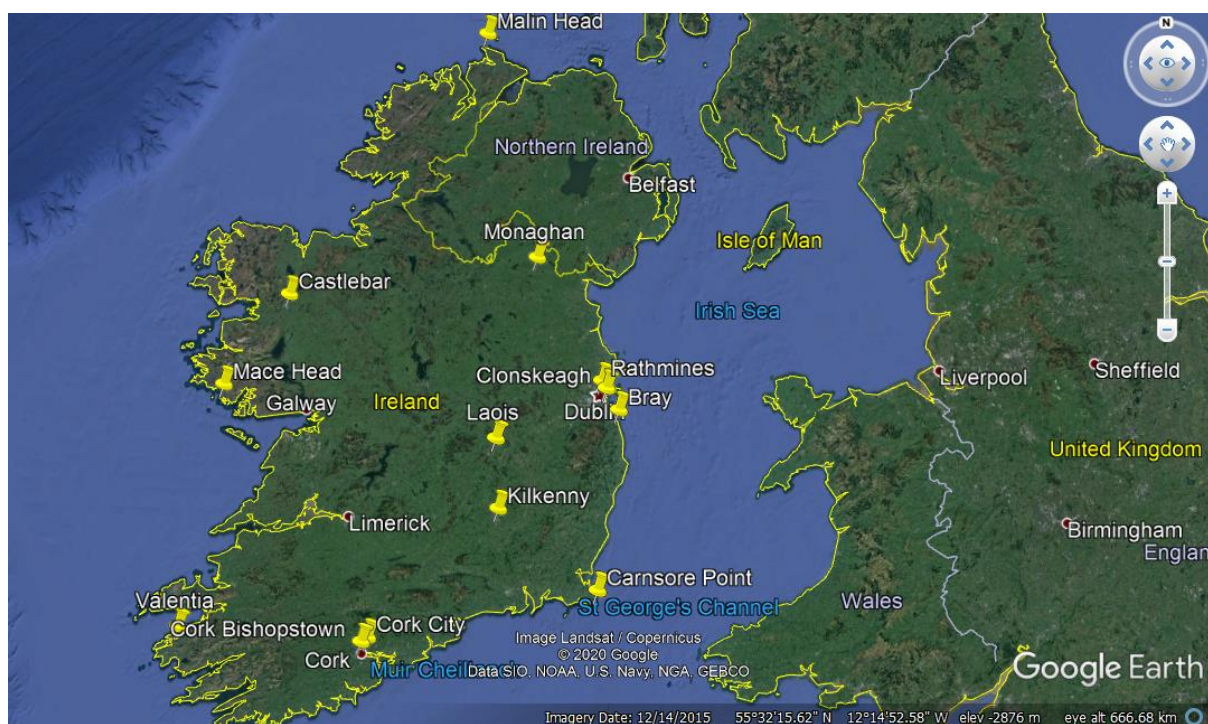 Malin Head
N
Northern Ireland
Belfast
Monaghan
Isle of Man
Castlebar
Irish Sea
Mace Head
Clonskeagh
Rathmines
Liverpool
Sheffield
Galway
Ireland
Laois
Dublin
Bray
United Kingdom
Kilkenny
Limerick
Birmingham
England
Carnsore Point
Valentia
St George's Channel
Wales
Cork Bishopstown
Cork City
Image Landsat / Copernicus
Cork
© 2020 Google
Muir Cheilteach
Data SIO, NOAA, U.S. Navy, NGA, GEBCO
Google Earth
Imagery Date: 12/14/2015 55°32'15.62" N 12°14'52.58" W elev -2876 m eye alt 666.68 km